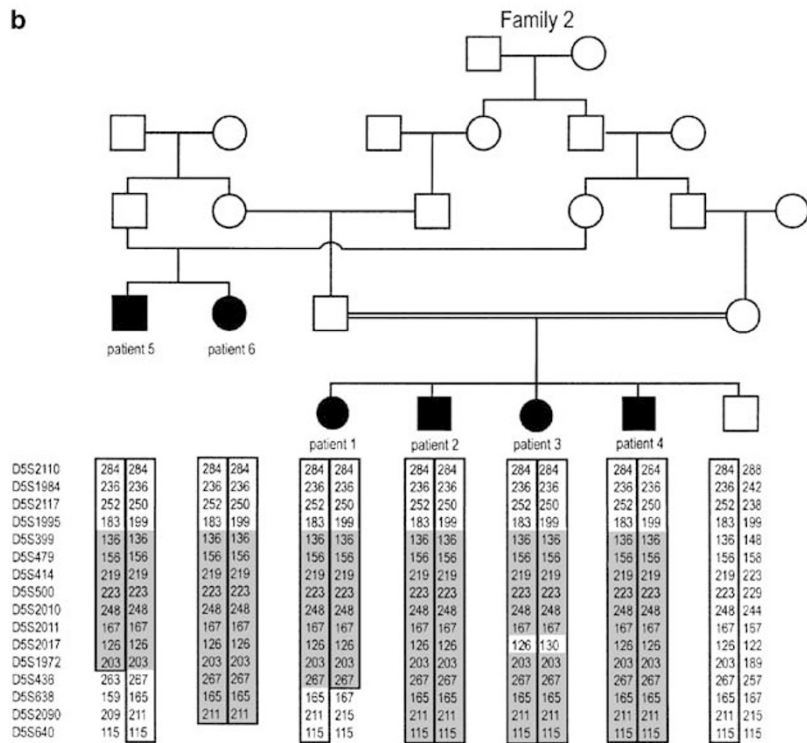 b
Family 2
patient 5 patient 6
patient 1 patient 2 patient 3 patient 4
D5S2110 284 284 284 284 284 284 284 284 284 284 284 284 284 288
D5S1984 236 236 236 236 236 236 236 236 236 236 236 236 236 242
D5S2117 252 250 252 250 252 250 252 250 252 250 252 250 252 238
D5S1995 183 199 183 199 183 199 183 199 183 199 183 199 183 199
D5S399 136 136 136 136 136 136 136 136 136 136 136 136 136 148
D5S479 156 156 156 156 156 156 156 156 156 156 156 156 156 158
D5S414 219 219 219 219 219 219 219 219 219 219 219 219 219 223
D5S500 223 223 223 223 223 223 223 223 223 223 223 223 223 229
D5S2010 248 248 248 248 248 248 248 248 248 248 248 248 248 244
D5S2011 167 167 167 167 167 167 167 167 167 167 167 167 167 157
D5S2017 126 126 126 126 126 126 126 126 126 130 126 126 126 122
D5S1972 203 203 203 203 203 203 203 203 203 203 203 203 203 189
D5S436 263 267 267 267 267 267 267 267 267 267 267 267 267 267
D5S638 159 165 165 165 165 167 165 165 165 165 165 165 165 167
D5S2090 209 211 211 211 211 215 211 211 211 211 211 211 211 215
D5S640 115 115 115 115 115 115 115 115 115 115 115 115